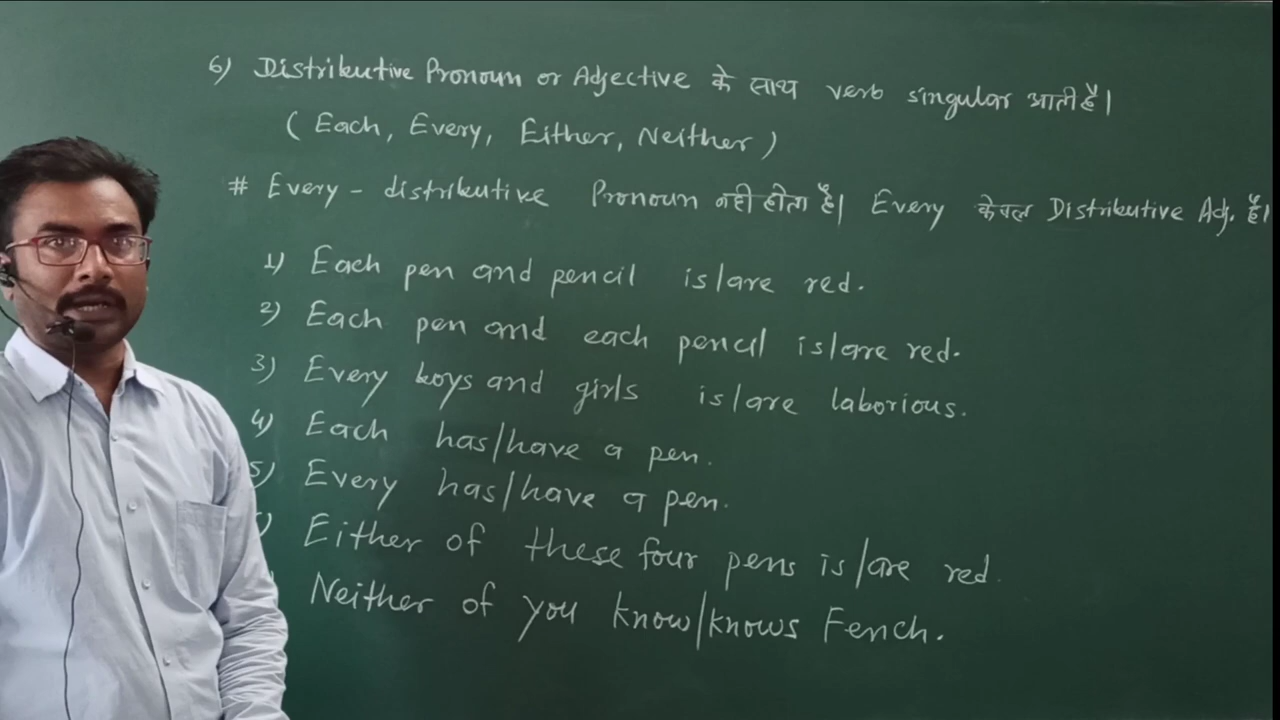 6) Distributive Pronoun or Adjective के साथ verb singular आती है।
( Each, Every, Either, Neither )
# Every - distributive Pronoun नही होता है। Every केवल Distributive Adj. है।
1) Each pen and pencil is/are red.
2) Each pen and each pencil is/are red.
3) Every boys and girls is/are laborious.
4) Each has/have a pen.
5) Every has/have a pen.
) Either of these four pens is/are red.
Neither of you know/knows Fench.